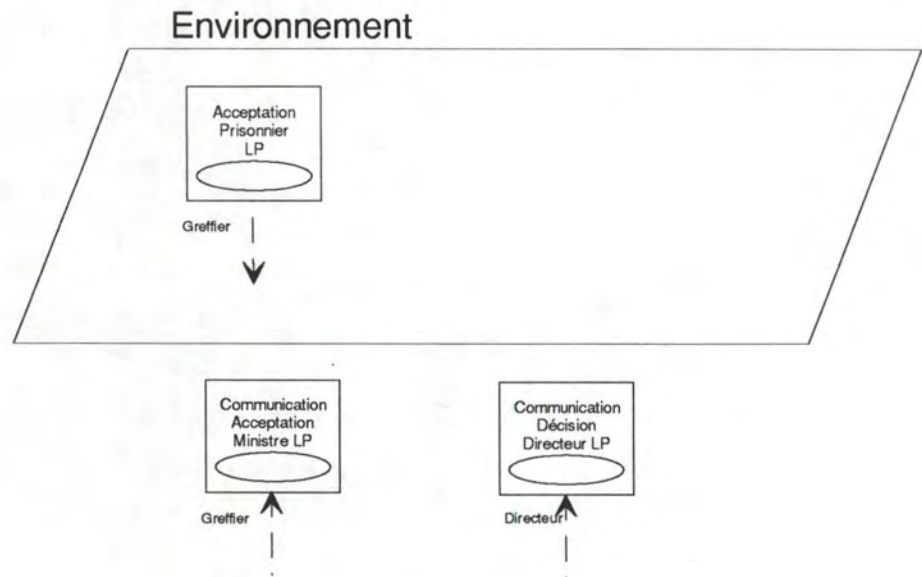 Environnement
Acceptation
Prisonnier
LP
Greffier
Communication
Acceptation
Ministre LP
Greffier
Communication
Décision
Directeur LP
Directeur